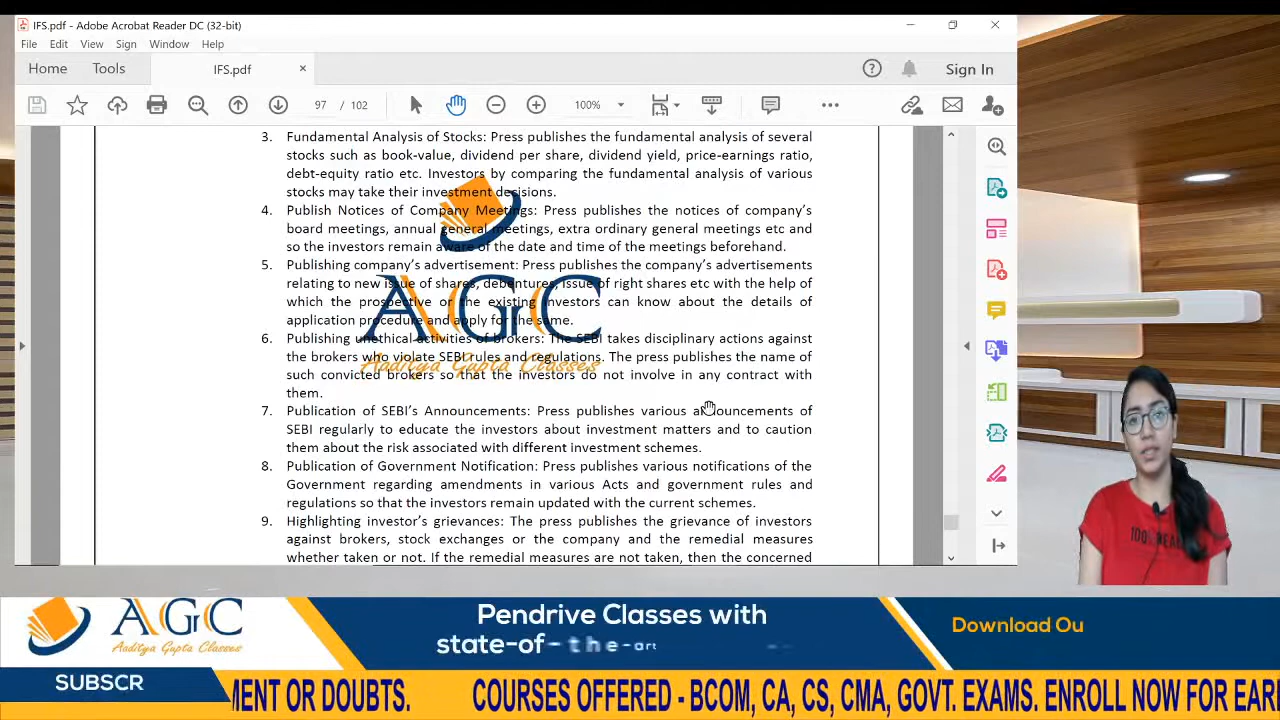 IFS.pdf - Adobe Acrobat Reader DC (32-bit)
File Edit View Sign Window Help
Home Tools IFS.pdf × Sign In
97 / 102 100%
3. Fundamental Analysis of Stocks: Press publishes the fundamental analysis of several
stocks such as book-value, dividend per share, dividend yield, price-earnings ratio,
debt-equity ratio etc. Investors by comparing the fundamental analysis of various
stocks may take their investment decisions.
4. Publish Notices of Company Meetings: Press publishes the notices of company's
board meetings, annual general meetings, extra ordinary general meetings etc and
so the investors remain aware of the date and time of the meetings beforehand.
5. Publishing company's advertisement: Press publishes the company's advertisements
relating to new issue of shares, debentures, issue of right shares etc with the help of
which the prospective or the existing investors can know about the details of
application procedure and apply for the same.
6. Publishing unethical activities of brokers: The SEBI takes disciplinary actions against
the brokers who violate SEBI rules and regulations. The press publishes the name of
such convicted brokers so that the investors do not involve in any contract with
them.
7. Publication of SEBI's Announcements: Press publishes various announcements of
SEBI regularly to educate the investors about investment matters and to caution
them about the risk associated with different investment schemes.
8. Publication of Government Notification: Press publishes various notifications of the
Government regarding amendments in various Acts and government rules and
regulations so that the investors remain updated with the current schemes.
9. Highlighting investor's grievances: The press publishes the grievance of investors
against brokers, stock exchanges or the company and the remedial measures
whether taken or not. If the remedial measures are not taken, then the concerned
AGC
Aaditya Gupta Classes
100% REAL
AGC
Aaditya Gupta Classes
Pendrive Classes with
state-of-the-art
Download Ou
SUBSCR
MENT OR DOUBTS. COURSES OFFERED - BCOM, CA, CS, CMA, GOVT. EXAMS. ENROLL NOW FOR EARI